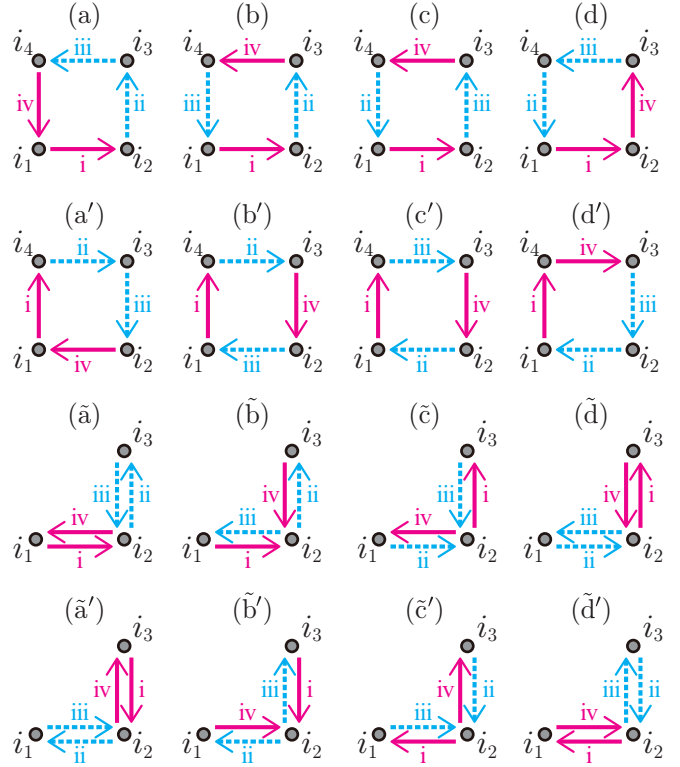 (a) (b) (c) (d)
i₄ iii i₃ i₄ iv i₃ i₄ iv i₃ i₄ iii i₃
iv ii iii ii ii iii ii iv
i₁ i i₂ i₁ i i₂ i₁ i i₂ i₁ i i₂
(a′) (b′) (c′) (d′)
i₄ ii i₃ i₄ ii i₃ i₄ iii i₃ i₄ iv i₃
i iii i iv i iv i iii
i₁ iv i₂ i₁ iii i₂ i₁ ii i₂ i₁ ii i₂
(ã) (b̃) (c̃) (d̃)
i₃ i₃ i₃ i₃
iii ii iv ii iii i iv i
iv iii iv iii
i₁ i i₂ i₁ i i₂ i₁ ii i₂ i₁ ii i₂
(ã′) (b̃′) (c̃′) (d̃′)
i₃ i₃ i₃ i₃
iv i iii i iv ii iii ii
iii iv iii iv
i₁ ii i₂ i₁ ii i₂ i₁ i i₂ i₁ i i₂